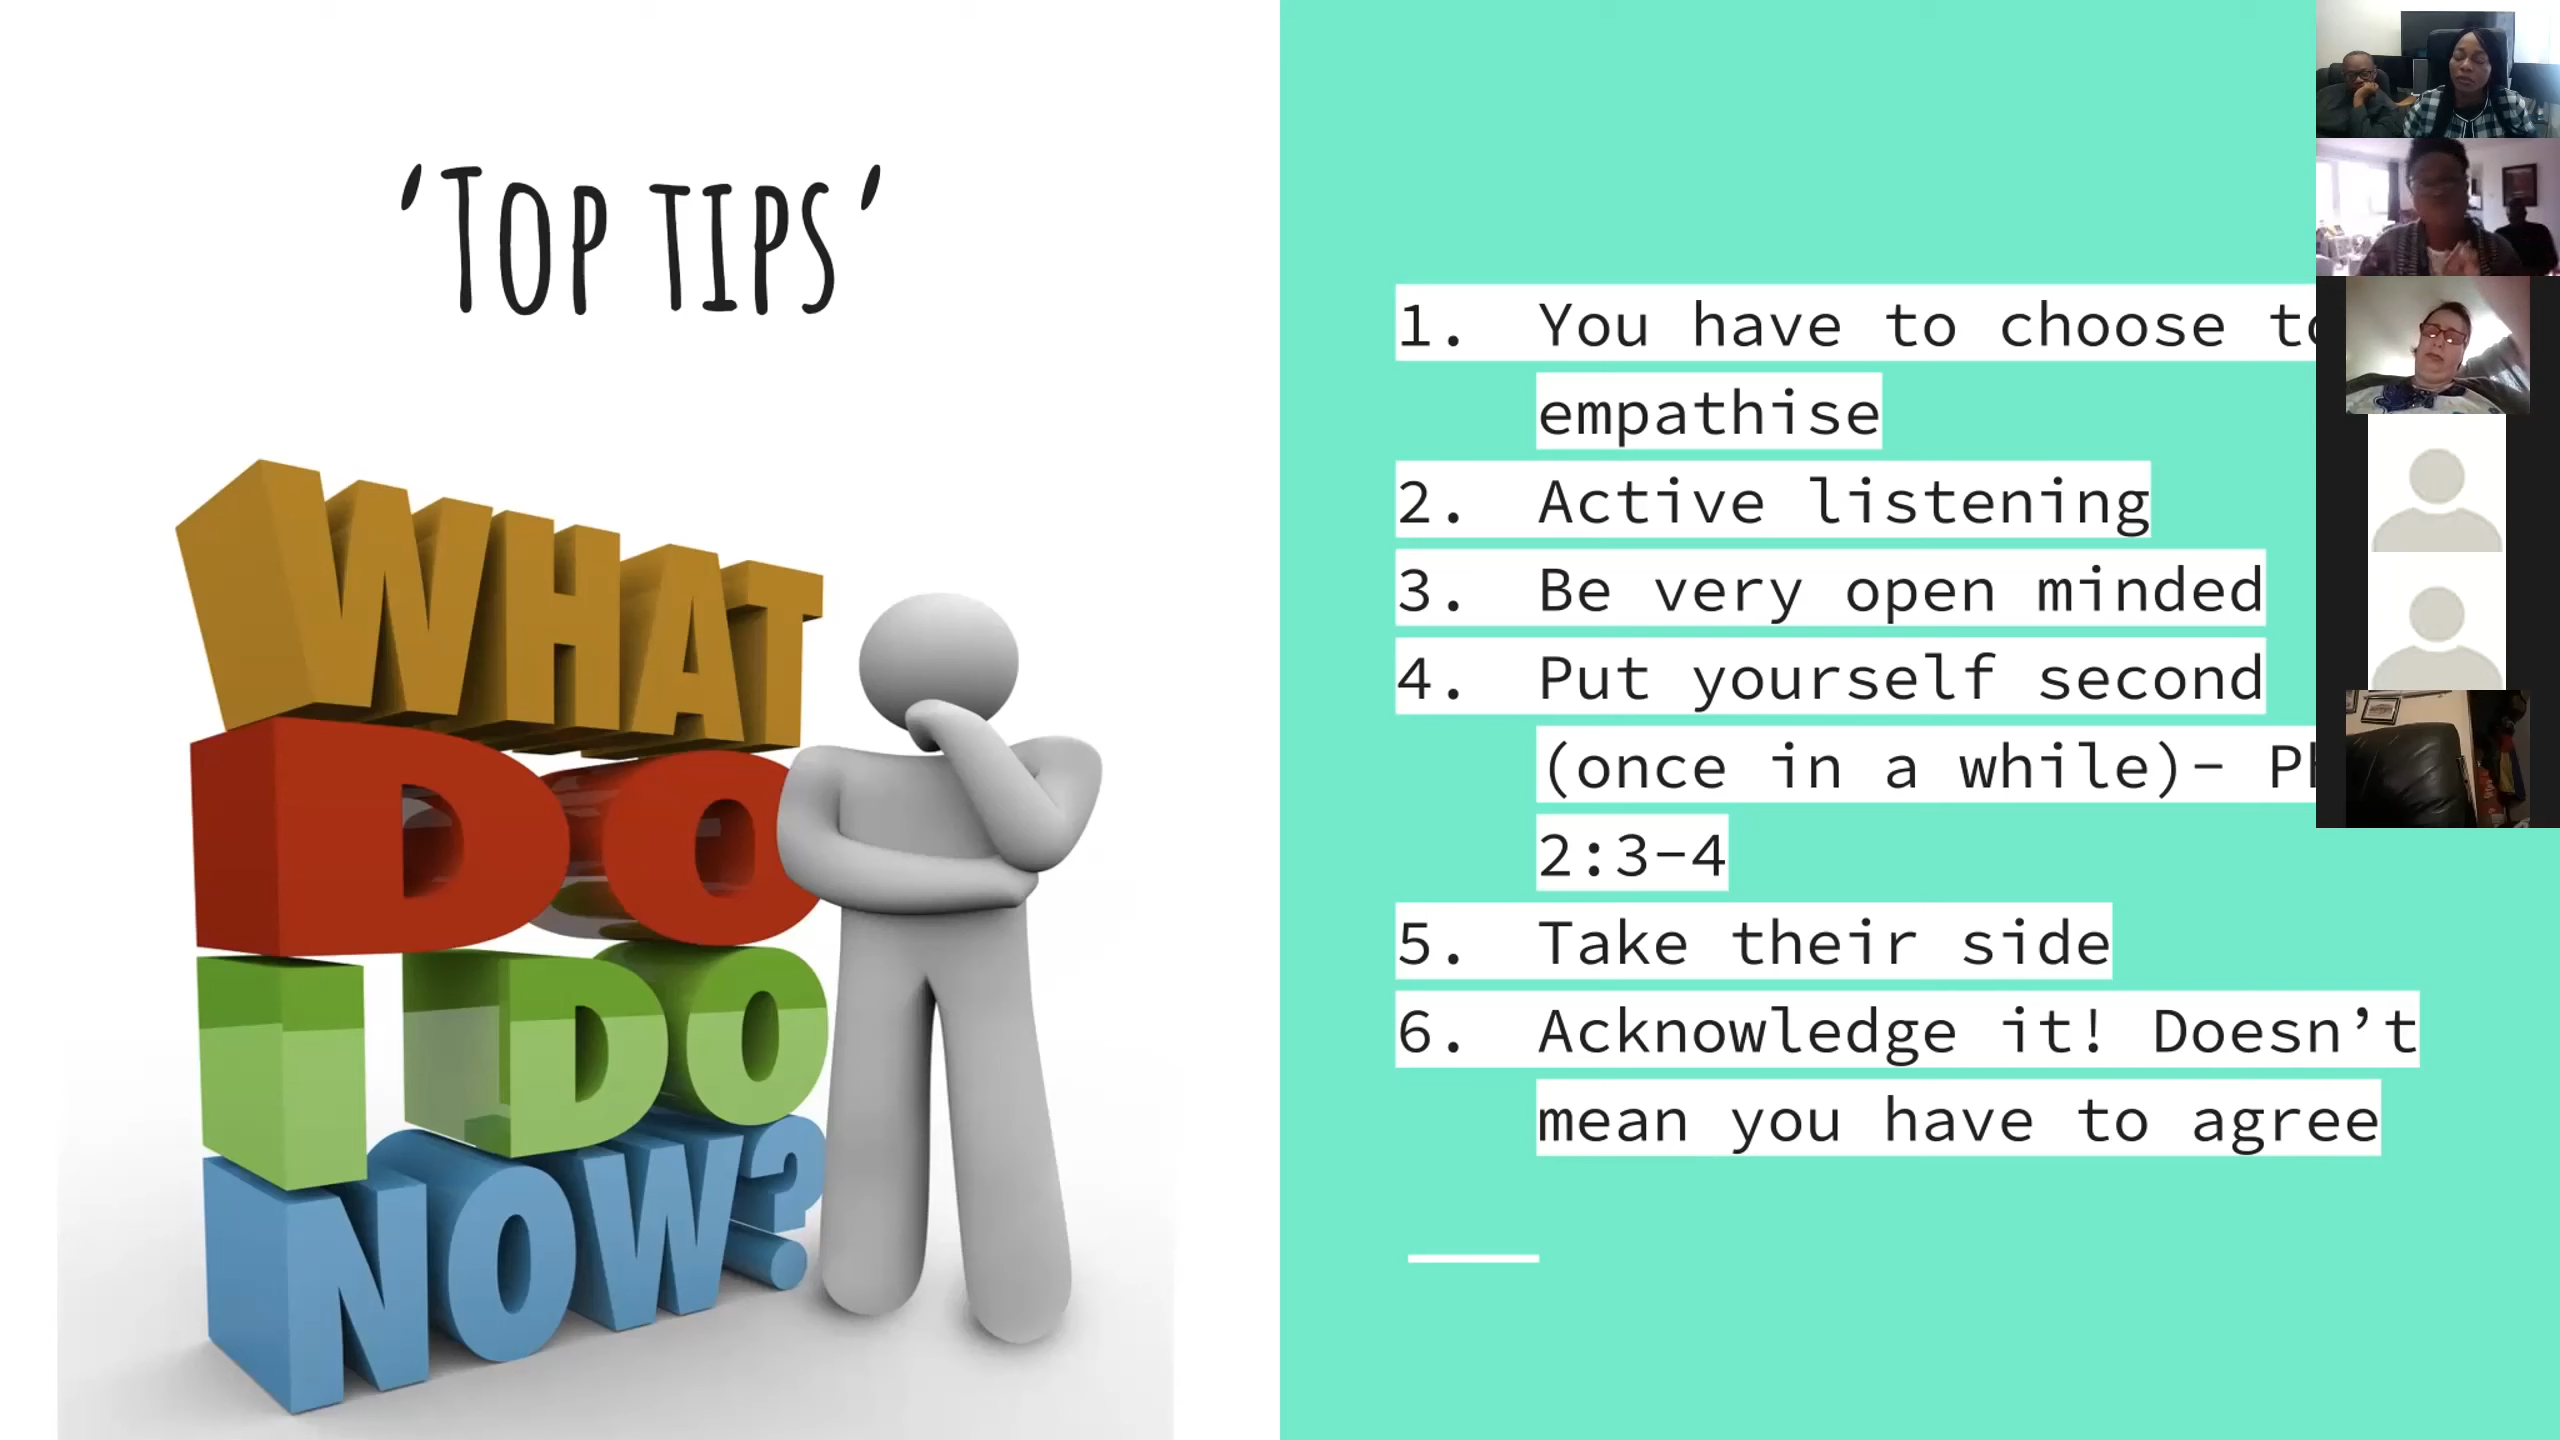 ‘Top tips’
WHAT
DO
I DO
NOW?
1. You have to choose to
empathise
2. Active listening
3. Be very open minded
4. Put yourself second
(once in a while)-
2:3-4
5. Take their side
6. Acknowledge it! Doesn’t
mean you have to agree